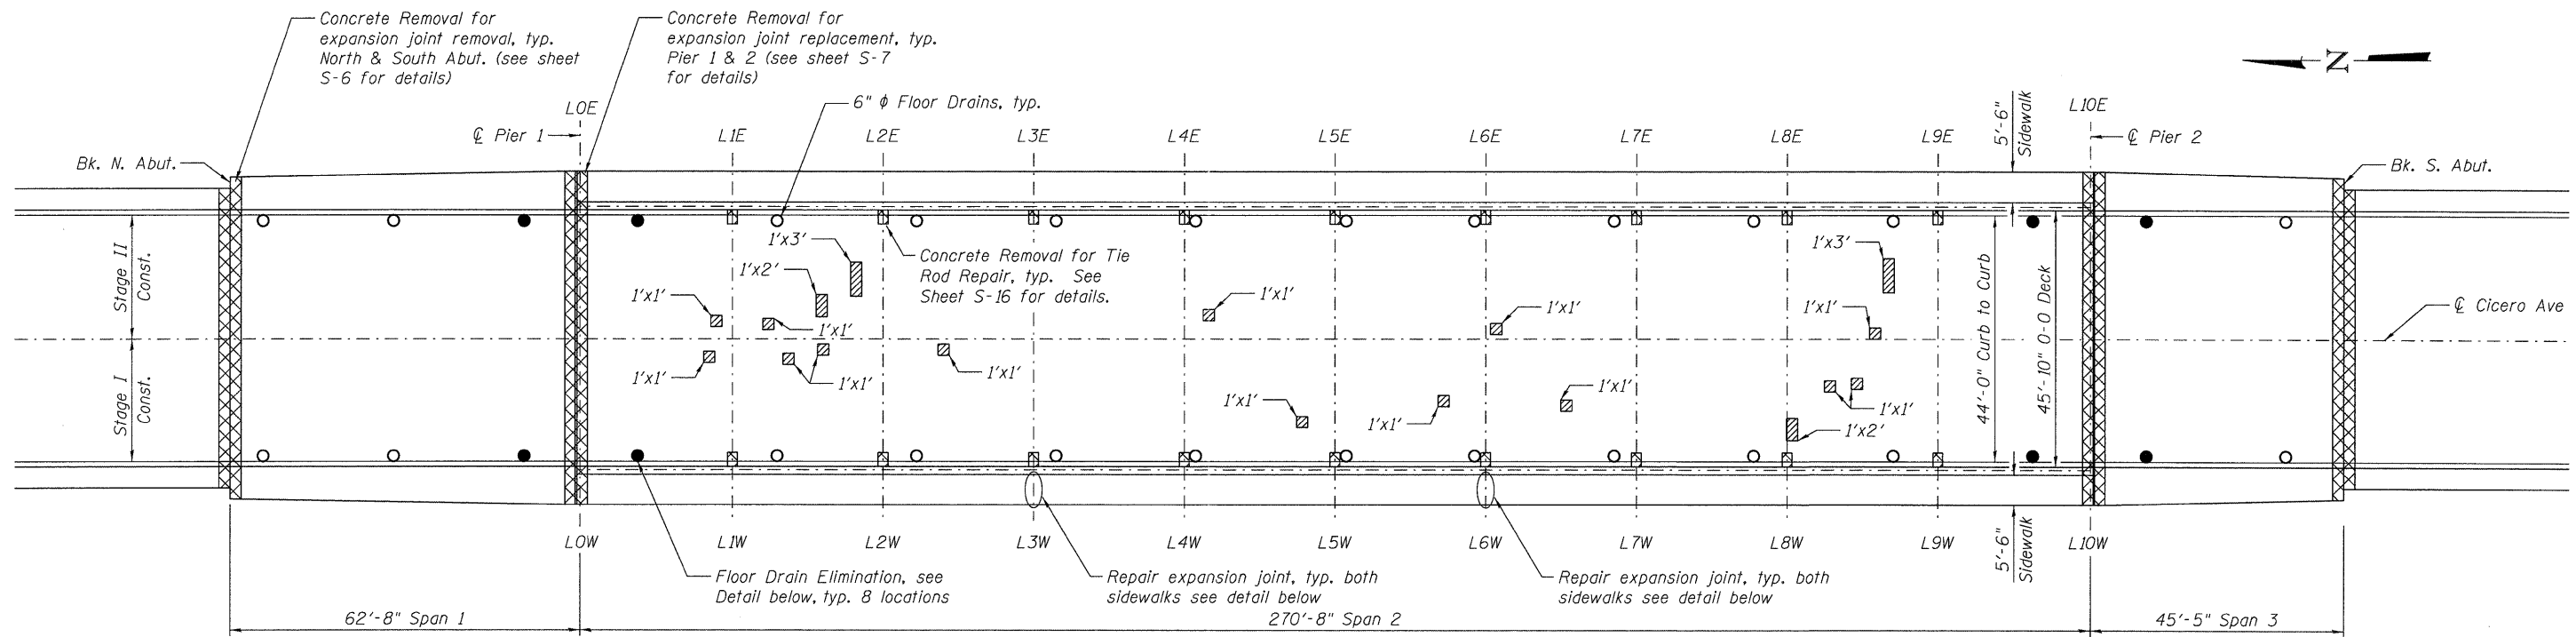 Concrete Removal for
expansion joint removal, typ.
North & South Abut. (see sheet
S-6 for details)
Concrete Removal for
expansion joint replacement, typ.
Pier 1 & 2 (see sheet S-7
for details)
6" ϕ Floor Drains, typ.
N
L0E
℄ Pier 1
L1E
L2E
L3E
L4E
L5E
L6E
L7E
L8E
L9E
L10E
℄ Pier 2
5'-6"
Sidewalk
Bk. N. Abut.
Bk. S. Abut.
Stage II
Const.
Stage I
Const.
1'x3'
1'x2'
1'x1'
1'x1'
1'x1'
1'x1'
Concrete Removal for Tie
Rod Repair, typ. See
Sheet S-16 for details.
1'x1'
1'x1'
1'x1'
1'x1'
1'x1'
1'x1'
1'x3'
1'x1'
1'x1'
1'x2'
44'-0" Curb to Curb
45'-10" O-O Deck
℄ Cicero Ave
5'-6"
Sidewalk
L0W
L1W
L2W
L3W
L4W
L5W
L6W
L7W
L8W
L9W
L10W
Floor Drain Elimination, see
Detail below, typ. 8 locations
Repair expansion joint, typ. both
sidewalks see detail below
Repair expansion joint, typ. both
sidewalks see detail below
62'-8" Span 1
270'-8" Span 2
45'-5" Span 3